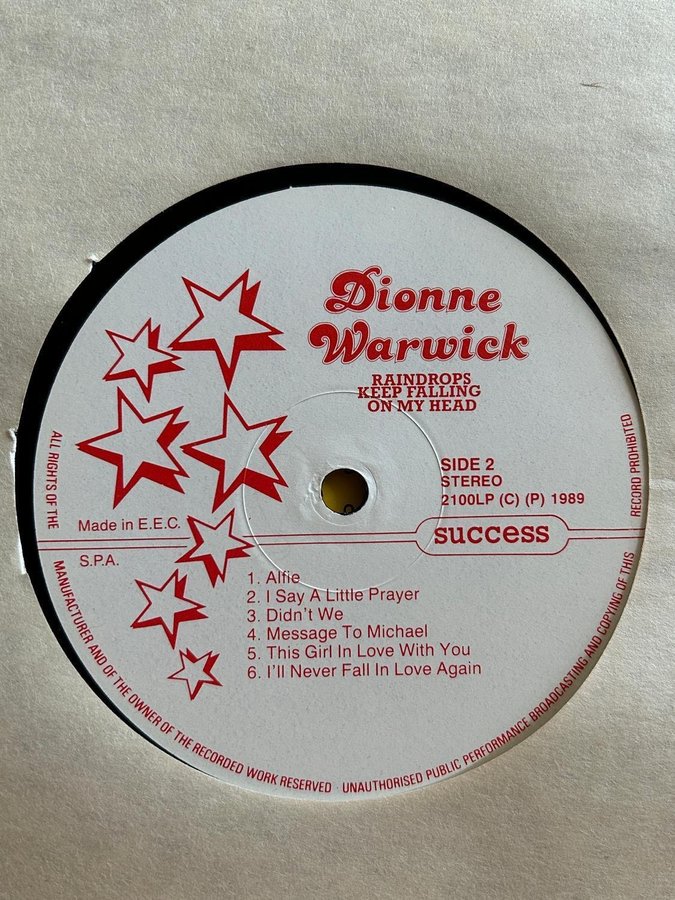 Dionne
Warwick
RAINDROPS
KEEP FALLING
ON MY HEAD
SIDE 2
STEREO
2100LP (C) (P) 1989
Made in E.E.C.
success
S.P.A.
1. Alfie
2. I Say A Little Prayer
3. Didn't We
4. Message To Michael
5. This Girl In Love With You
6. I'll Never Fall In Love Again
ALL RIGHTS OF THE MANUFACTURER AND OF THE OWNER OF THE RECORDED WORK RESERVED · UNAUTHORISED PUBLIC PERFORMANCE BROADCASTING AND COPYING OF THIS RECORD PROHIBITED